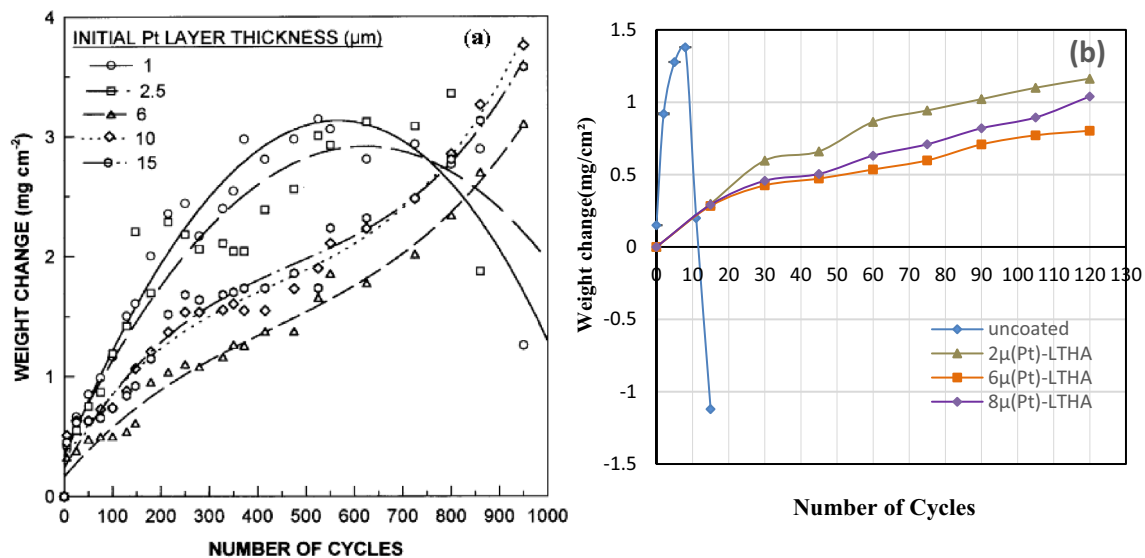 INITIAL Pt LAYER THICKNESS (µm)
(a)
1
2.5
6
10
15
WEIGHT CHANGE (mg cm⁻²)
4
3
2
1
0
0 100 200 300 400 500 600 700 800 900 1000
NUMBER OF CYCLES
(b)
Weight change(mg/cm²)
1.5
1
0.5
0
-0.5
-1
-1.5
0 10 20 30 40 50 60 70 80 90 100 110 120 130
uncoated
2µ(Pt)-LTHA
6µ(Pt)-LTHA
8µ(Pt)-LTHA
Number of Cycles